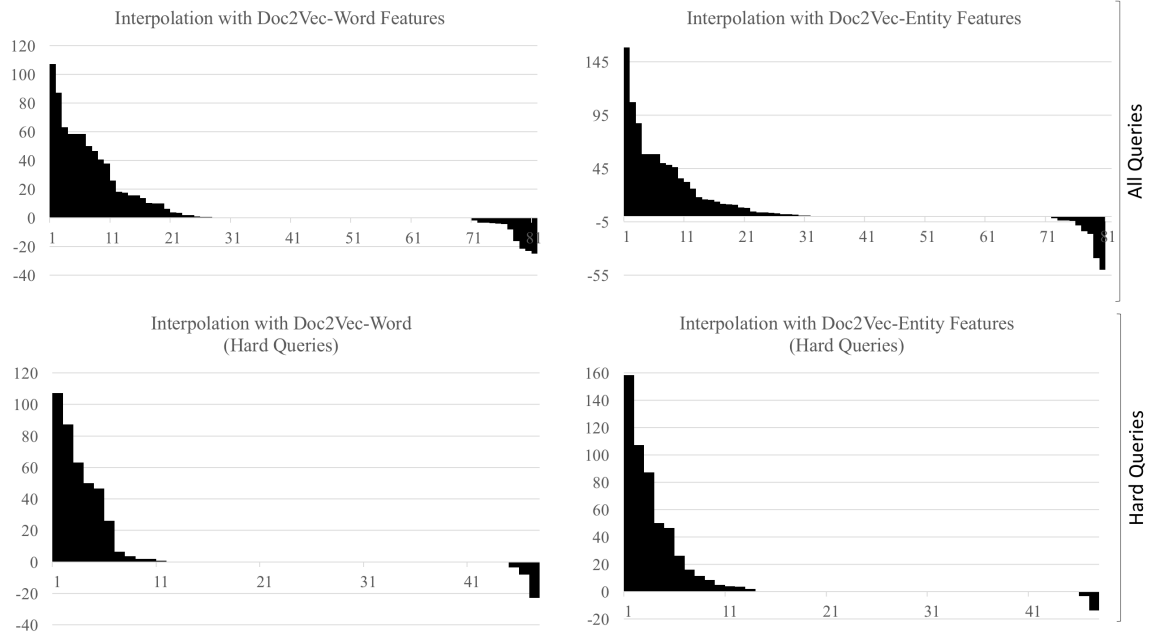 Interpolation with Doc2Vec-Word Features
120
100
80
60
40
20
0
-20
-40
1 11 21 31 41 51 61 71 81
Interpolation with Doc2Vec-Entity Features
145
95
45
-5
-55
1 11 21 31 41 51 61 71 81
All Queries
Interpolation with Doc2Vec-Word
(Hard Queries)
120
100
80
60
40
20
0
-20
-40
1 11 21 31 41
Interpolation with Doc2Vec-Entity Features
(Hard Queries)
160
140
120
100
80
60
40
20
0
-20
1 11 21 31 41
Hard Queries